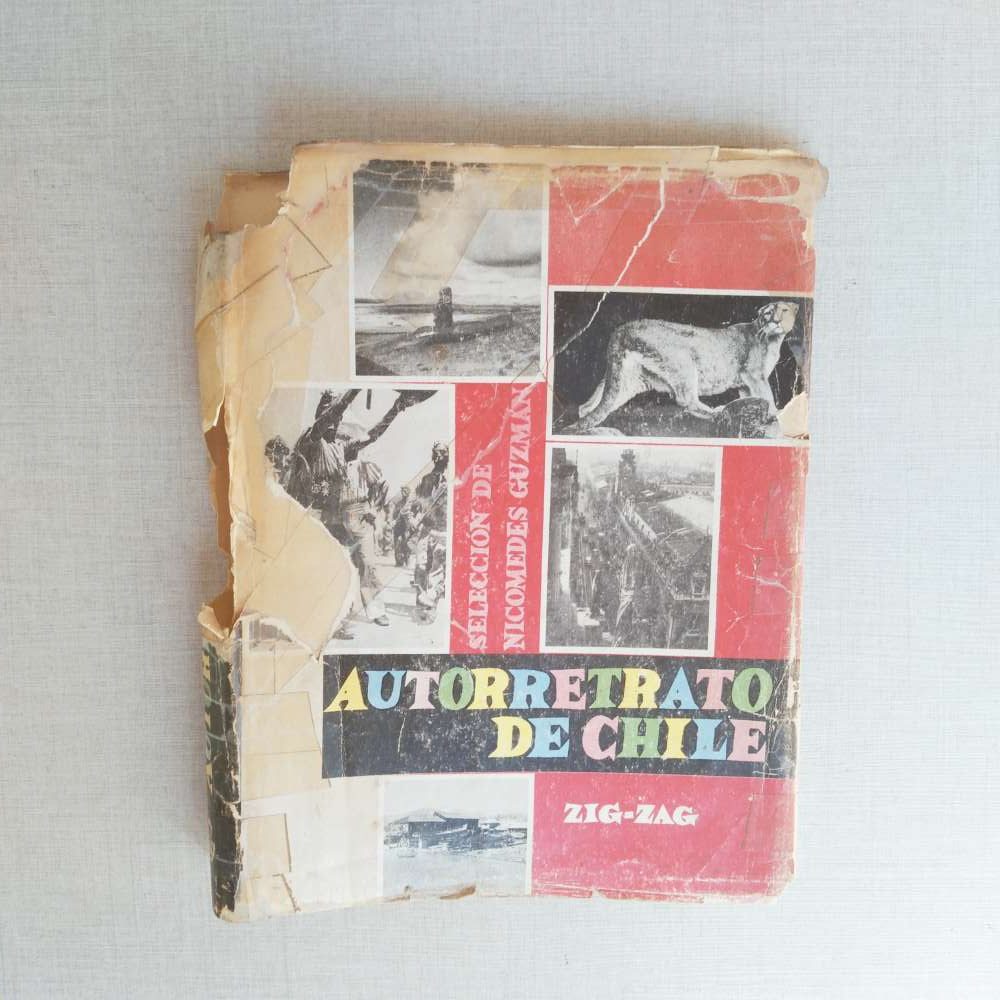 SELECCIÓN DE
NICOMEDES GUZMÁN
AUTORRETRATO
DE CHILE
ZIG-ZAG